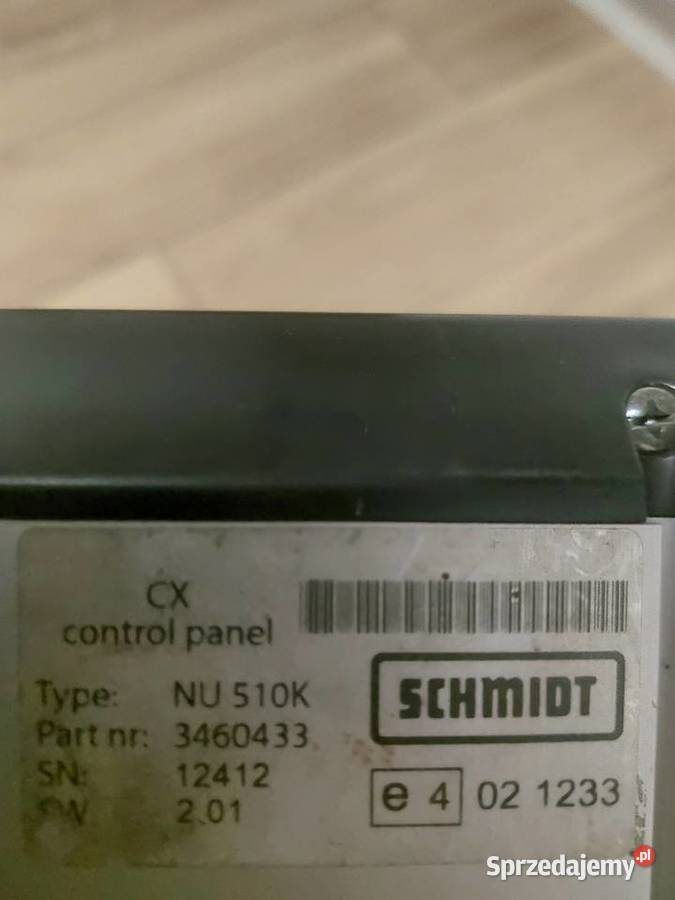 CX
control panel
Type: NU 510K
Part nr: 3460433
SN: 12412
SW 2.01
SCHMIDT
e 4 02 1233
Sprzedajemy.pl